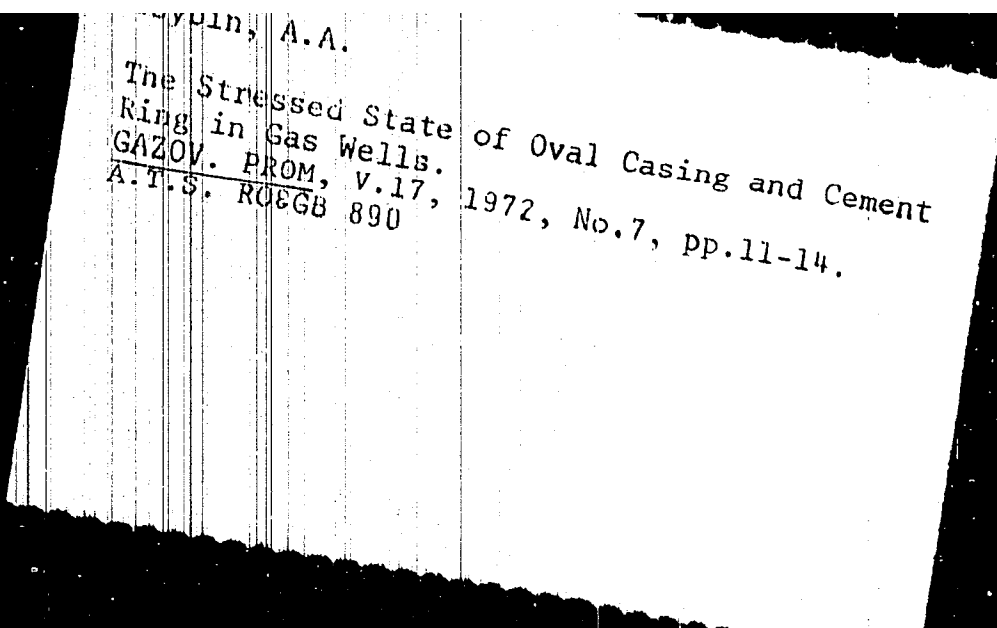 A.A.
The Stressed State of Oval Casing and Cement
Ring in Gas Wells.
GAZOV. PROM, V.17, 1972, No.7, pp.11-14.
A.T.S. RU&GB 890